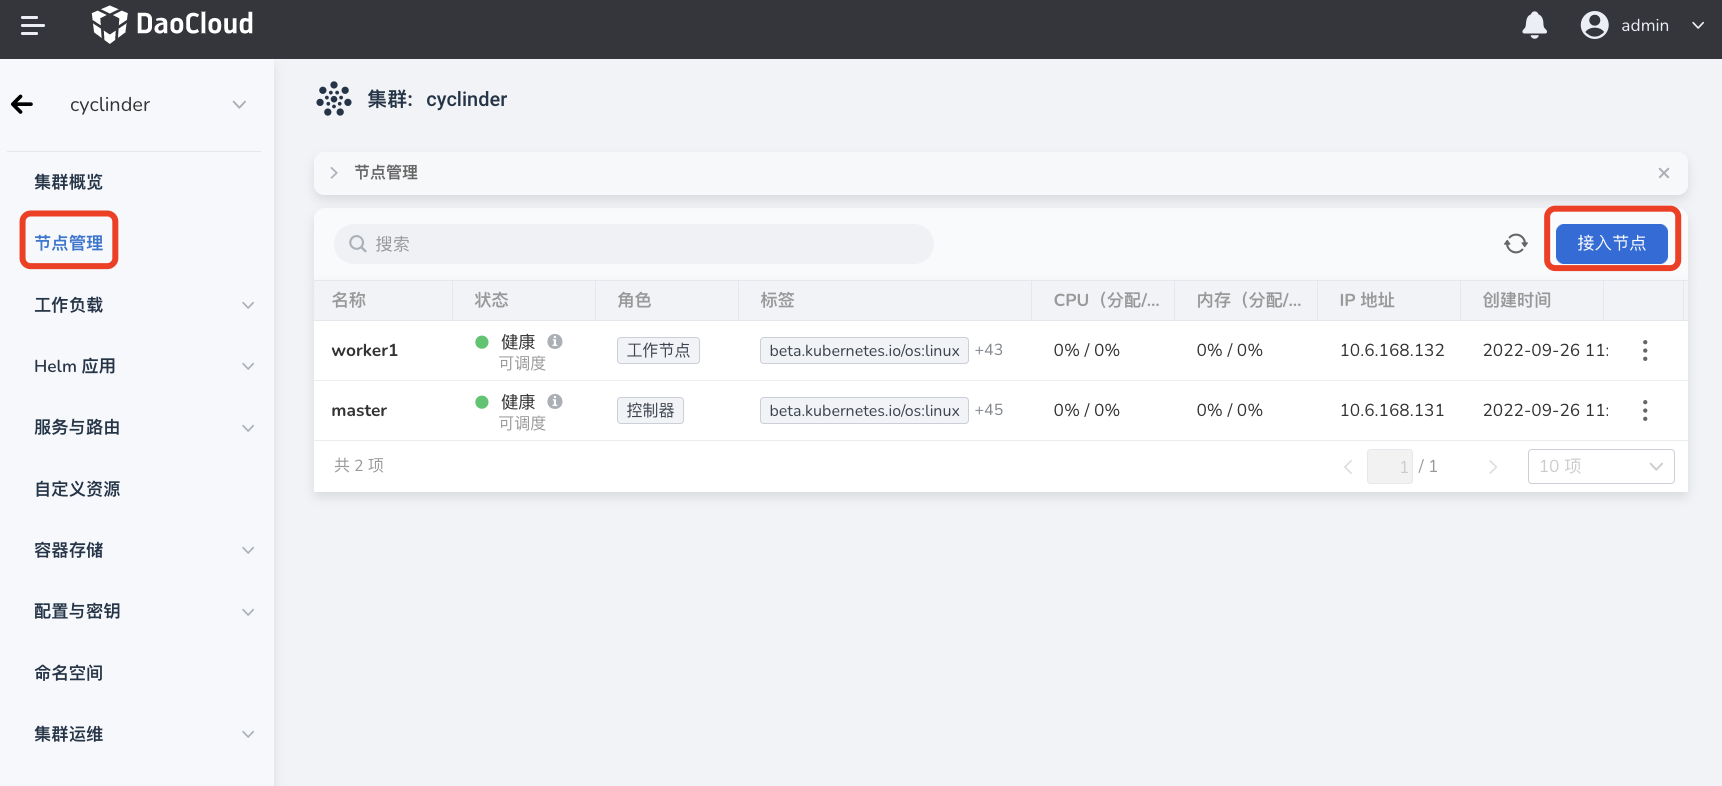 DaoCloud
admin
cyclinder
集群概览
节点管理
工作负载
Helm 应用
服务与路由
自定义资源
容器存储
配置与密钥
命名空间
集群运维
集群: cyclinder
节点管理
搜索
接入节点
名称 状态 角色 标签 CPU（分配/... 内存（分配/... IP 地址 创建时间
worker1 健康 可调度 工作节点 beta.kubernetes.io/os:linux +43 0% / 0% 0% / 0% 10.6.168.132 2022-09-26 11:
master 健康 可调度 控制器 beta.kubernetes.io/os:linux +45 0% / 0% 0% / 0% 10.6.168.131 2022-09-26 11:
共 2 项 1 / 1 10 项